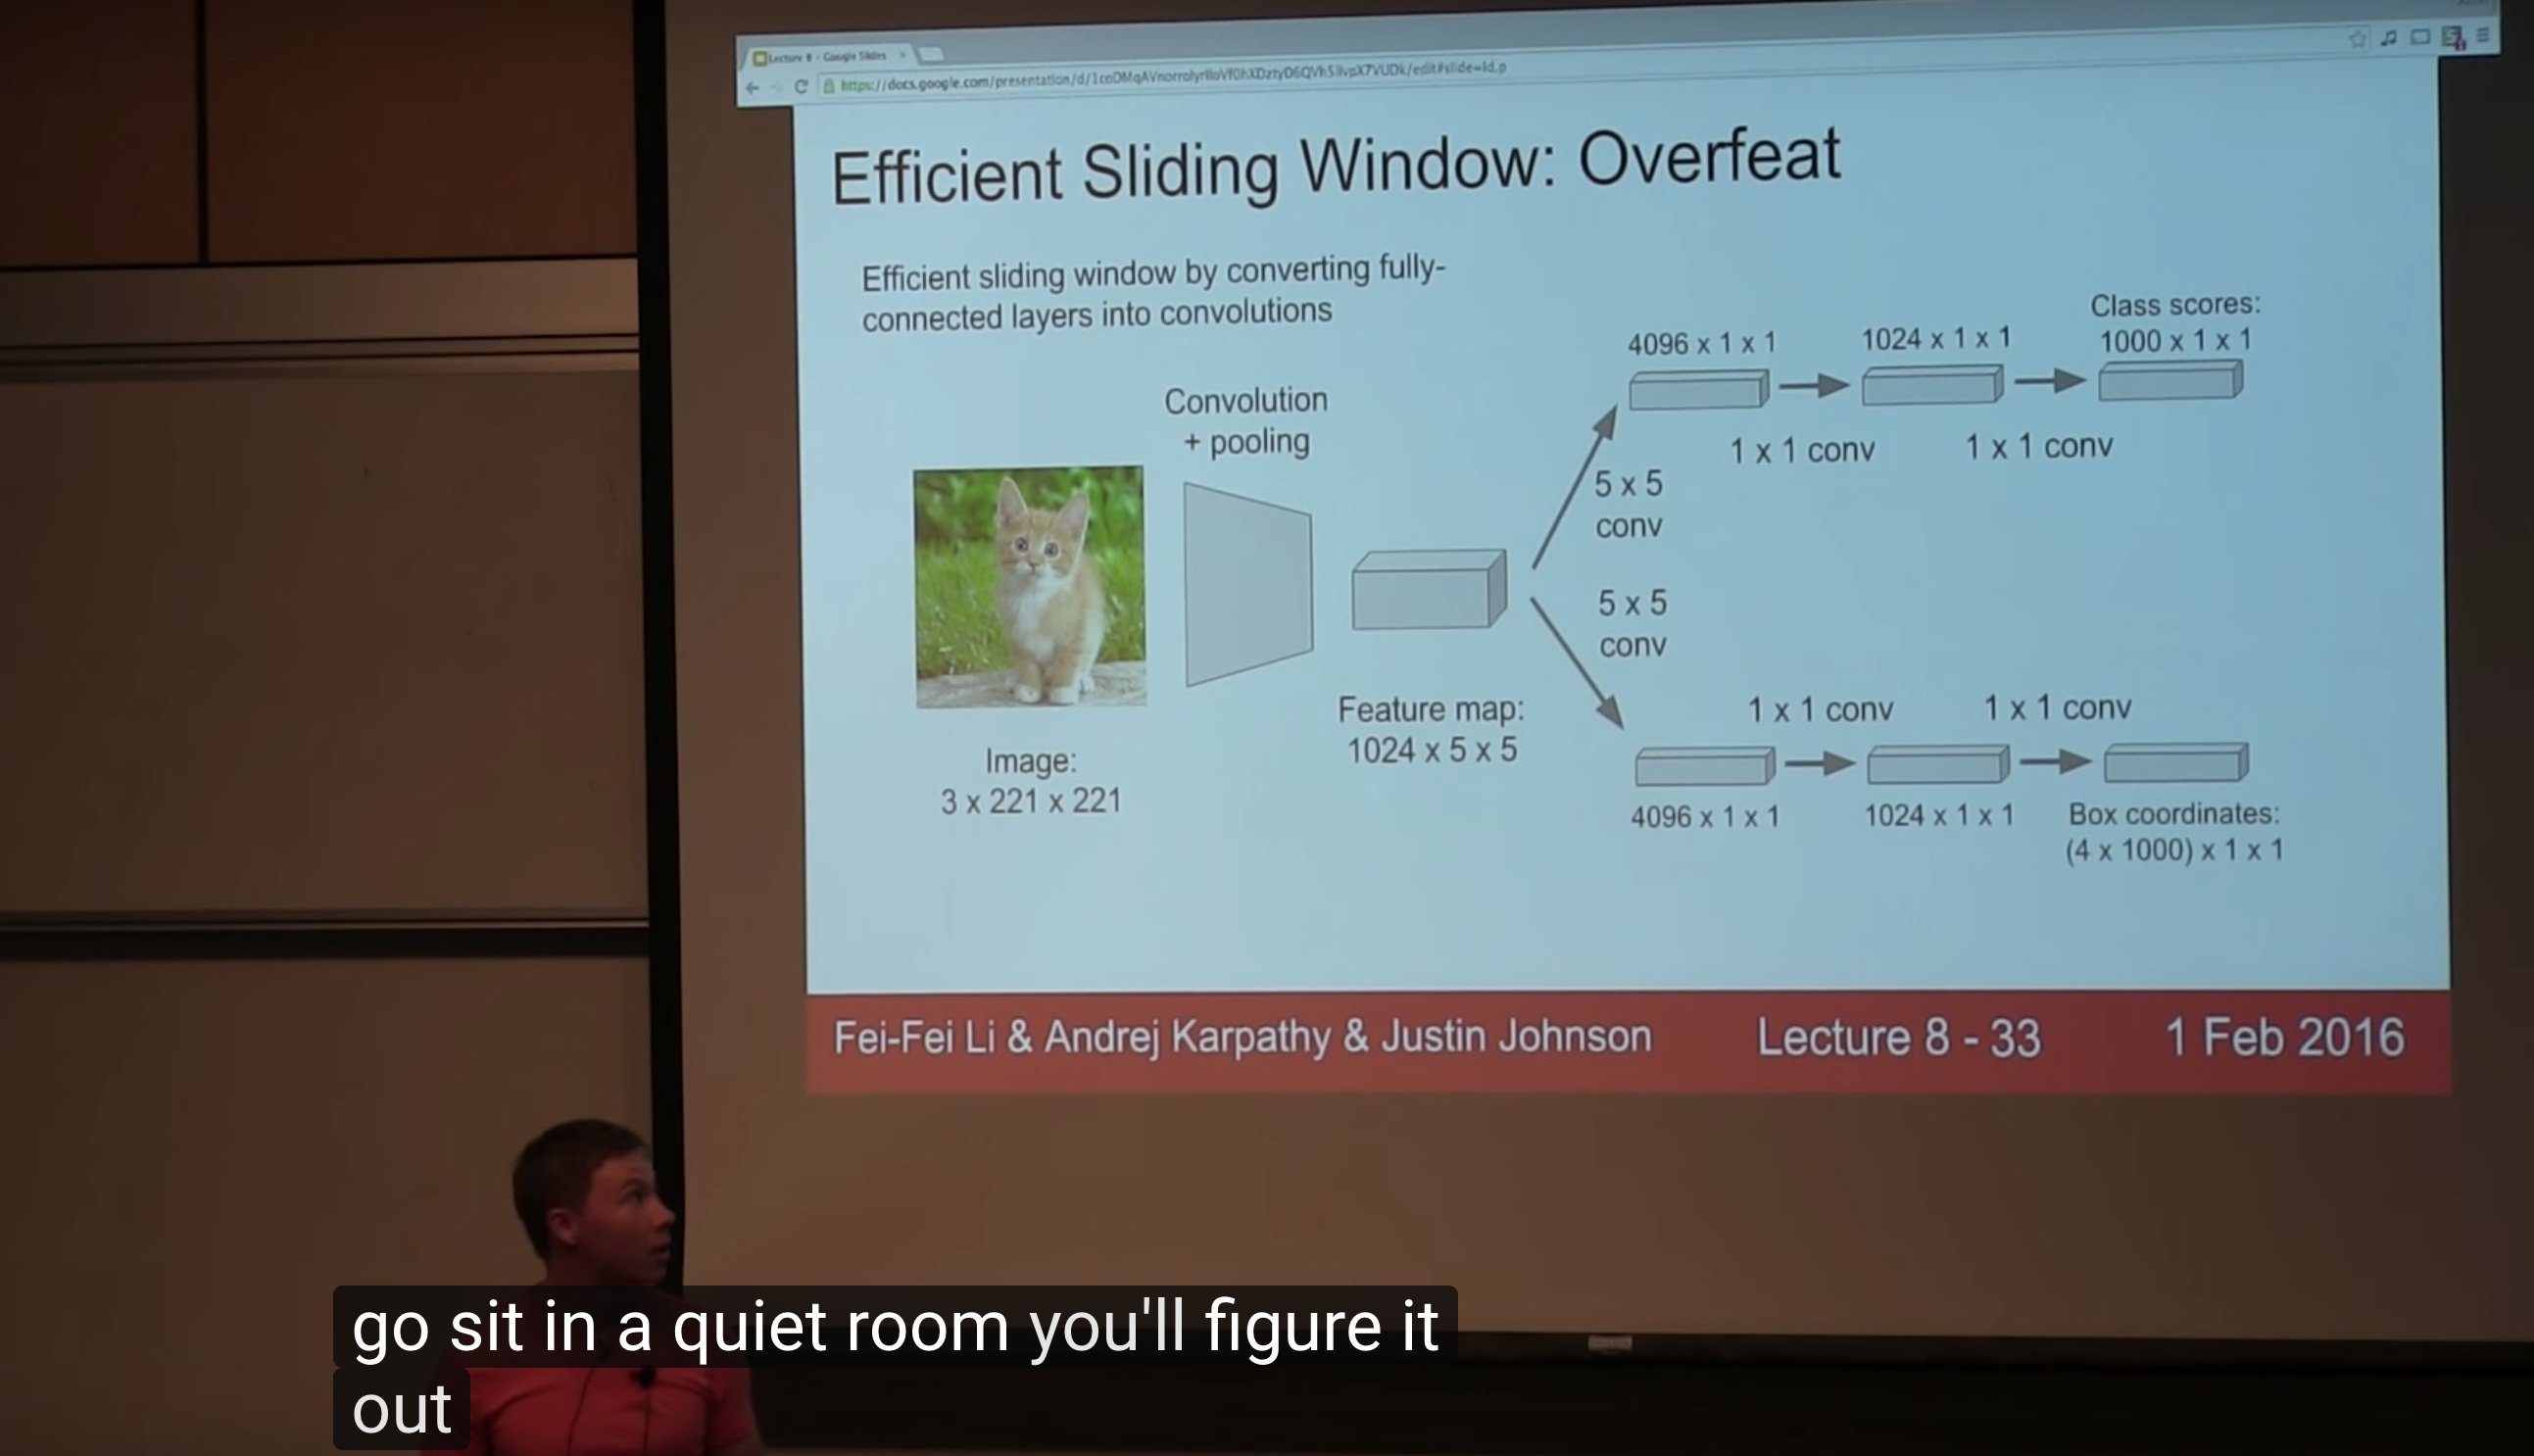 Lecture 8 - Google Slides
Efficient Sliding Window: Overfeat
Efficient sliding window by converting fully-
connected layers into convolutions
Convolution
+ pooling
Image:
3 x 221 x 221
Feature map:
1024 x 5 x 5
5 x 5
conv
4096 x 1 x 1
1024 x 1 x 1
Class scores:
1000 x 1 x 1
1 x 1 conv
1 x 1 conv
5 x 5
conv
1 x 1 conv
1 x 1 conv
4096 x 1 x 1
1024 x 1 x 1
Box coordinates:
(4 x 1000) x 1 x 1
Fei-Fei Li & Andrej Karpathy & Justin Johnson
Lecture 8 - 33
1 Feb 2016
go sit in a quiet room you'll figure it
out